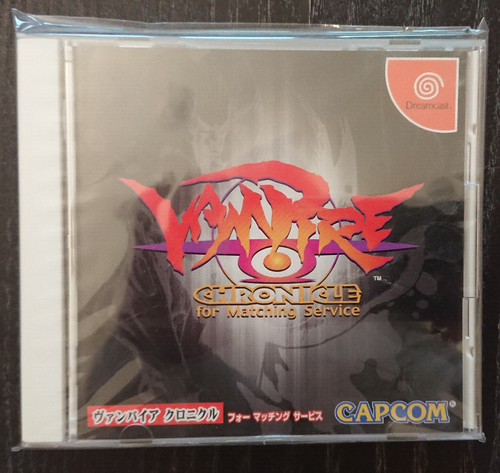 Dreamcast
VAMPIRE
TM
CHRONICLE
for Matching Service
ヴァンパイア クロニクル フォー マッチング サービス
CAPCOM